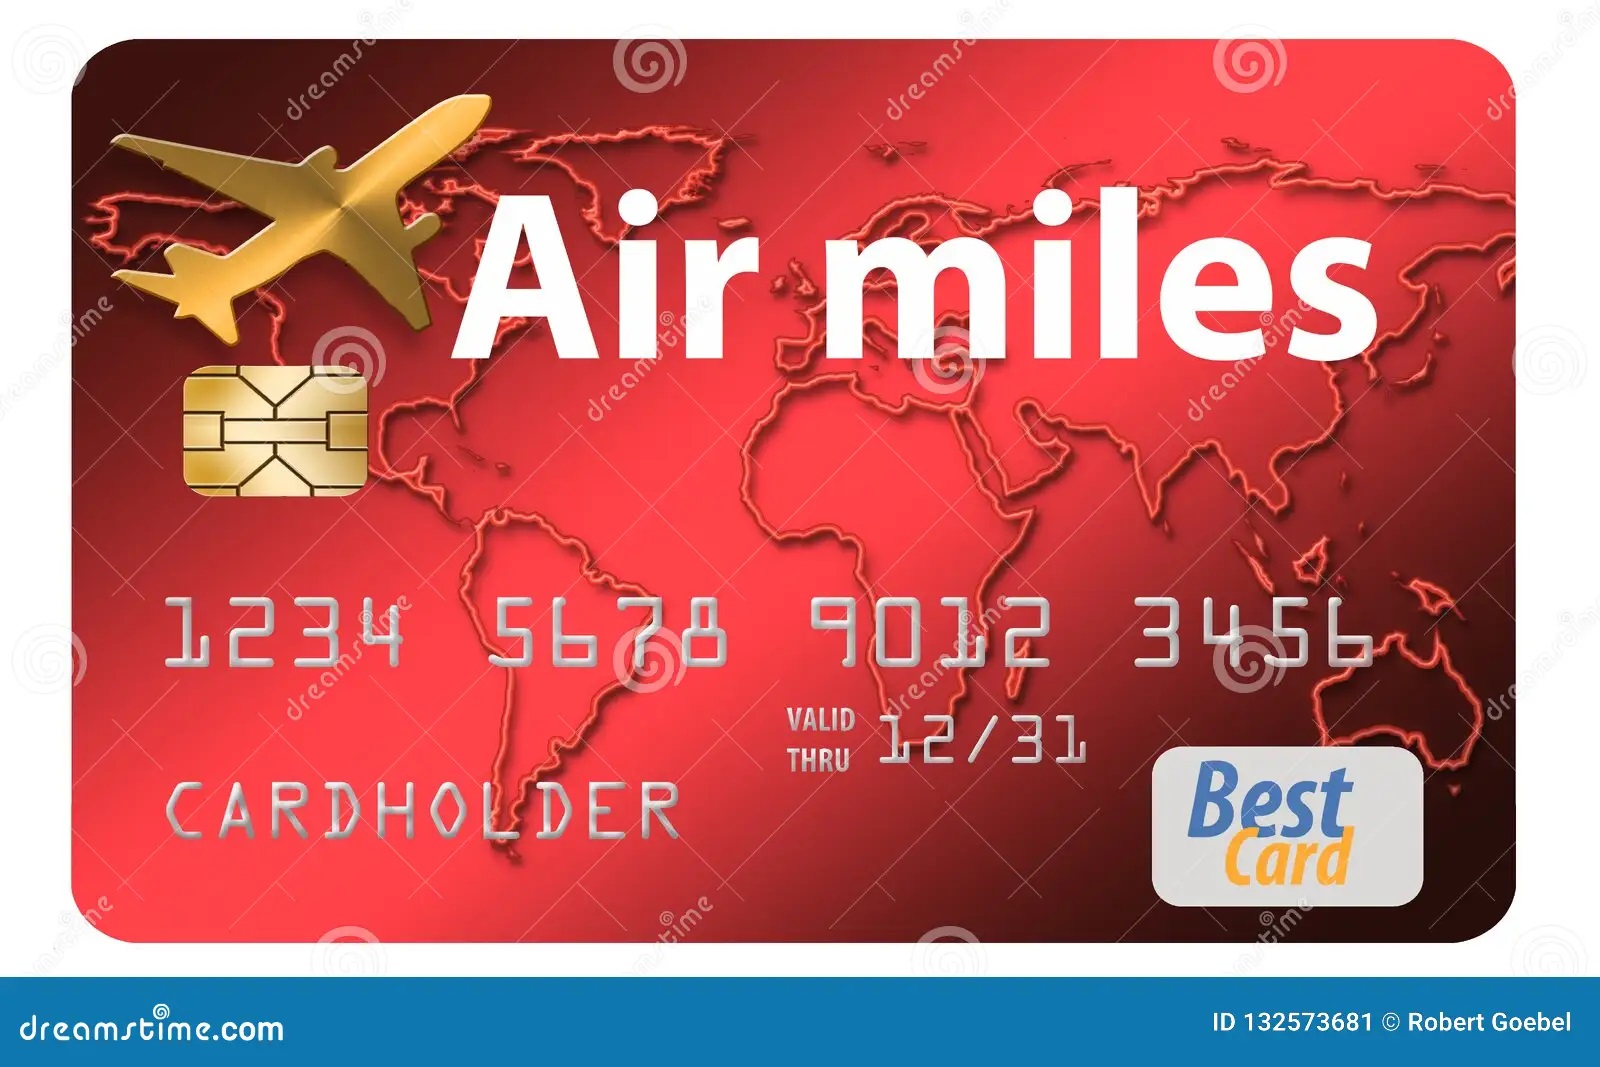 Air miles
1234 5678 9012 3456
VALID
THRU
12/31
CARDHOLDER
Best
Card
dreamstime.com
ID 132573681 © Robert Goebel